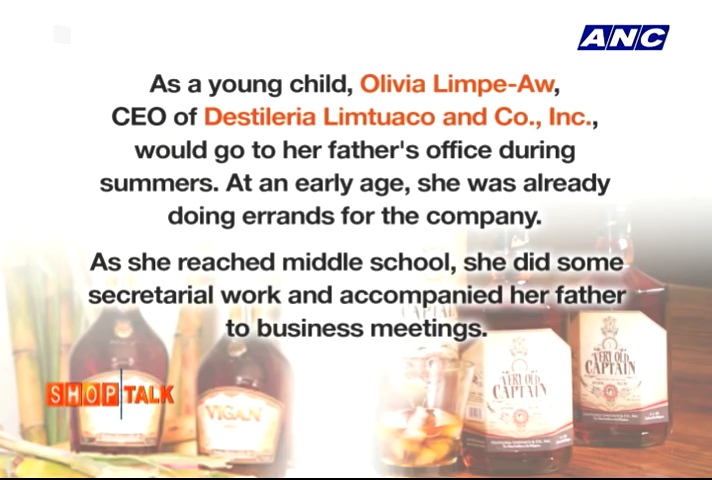 ANC
As a young child, Olivia Limpe-Aw,
CEO of Destileria Limtuaco and Co., Inc.,
would go to her father's office during
summers. At an early age, she was already
doing errands for the company.
As she reached middle school, she did some
secretarial work and accompanied her father
to business meetings.
SHOP TALK
VIGAN
VERY OLD
CAPTAIN
VERY OLD
CAPTAIN